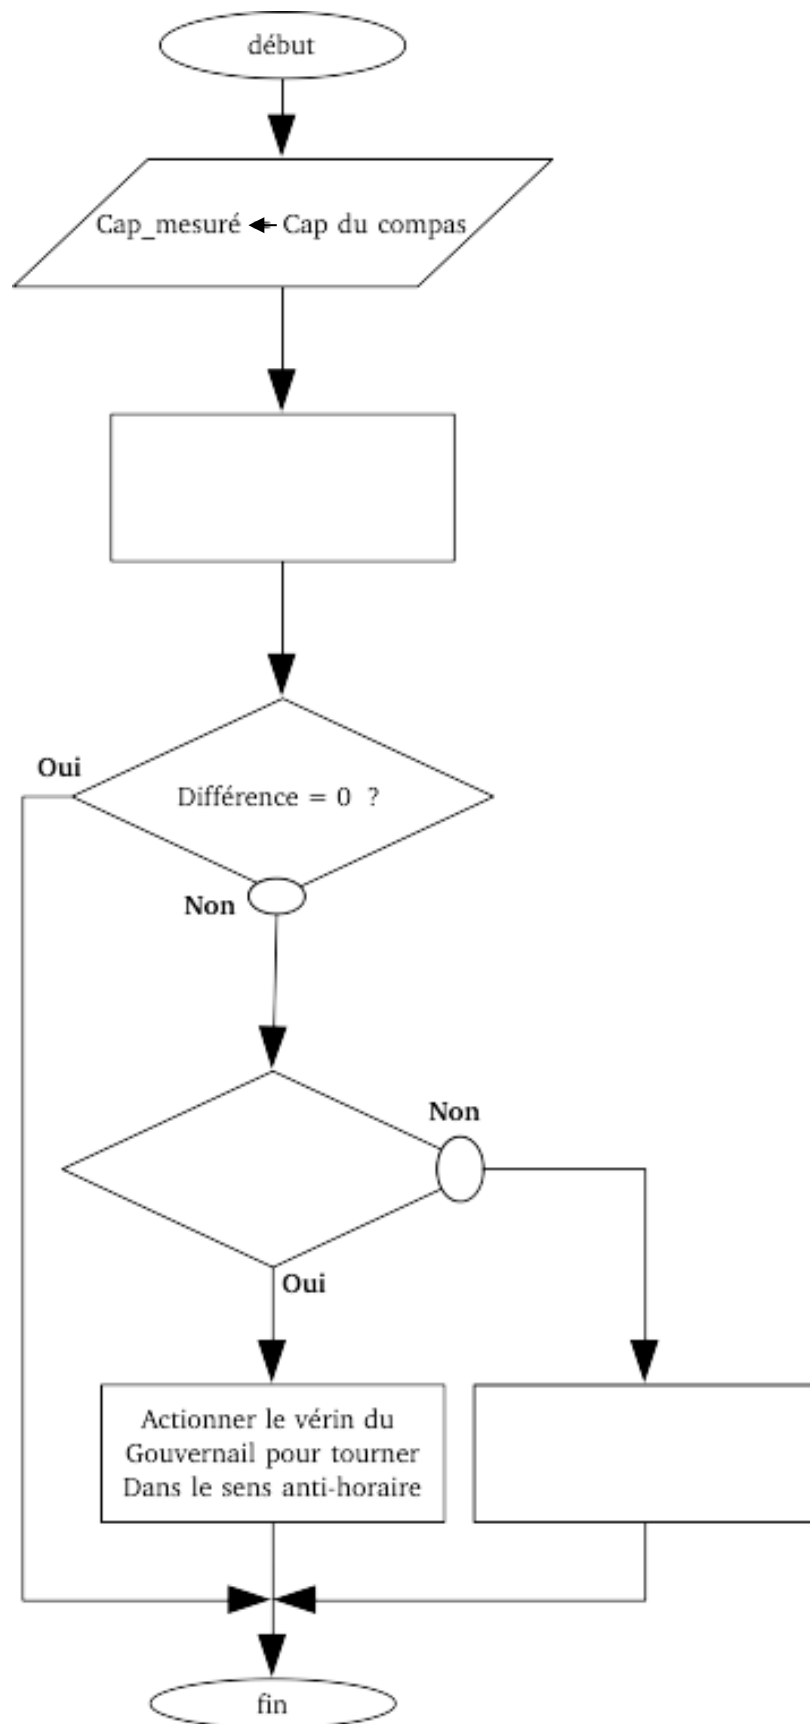 début
Cap_mesuré ← Cap du compas
Oui
Différence = 0 ?
Non
Non
Oui
Actionner le vérin du
Gouvernail pour tourner
Dans le sens anti-horaire
fin